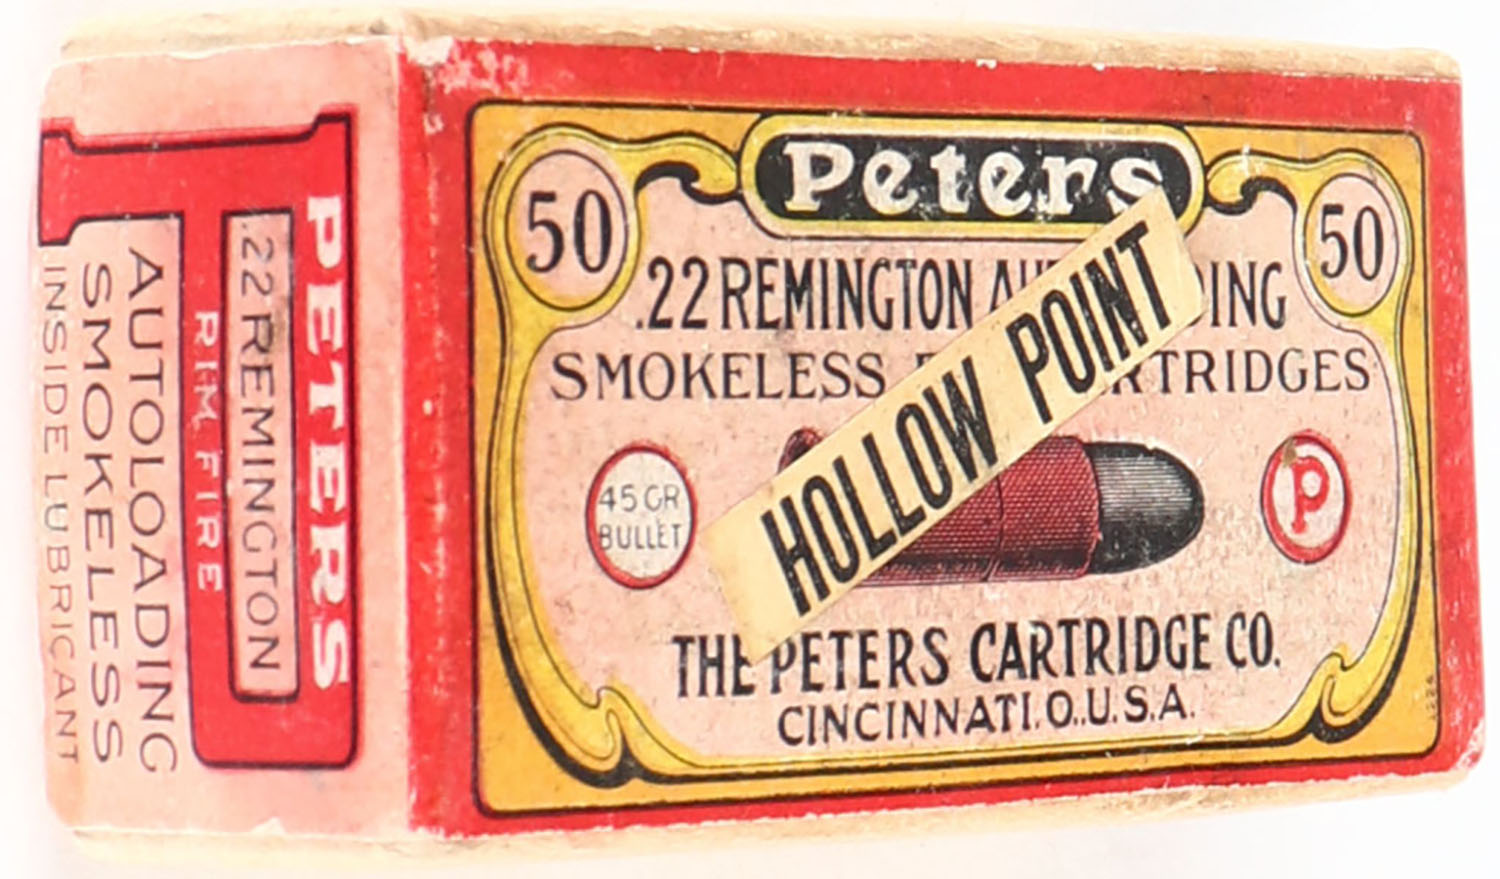 PETERS
.22 REMINGTON
RIM FIRE
AUTOLOADING
SMOKELESS
INSIDE LUBRICANT
Peters
50
50
.22 REMINGTON AU ING
SMOKELESS RTRIDGES
HOLLOW POINT
45 GR
BULLET
P
THE PETERS CARTRIDGE CO.
CINCINNATI.O.U.S.A.